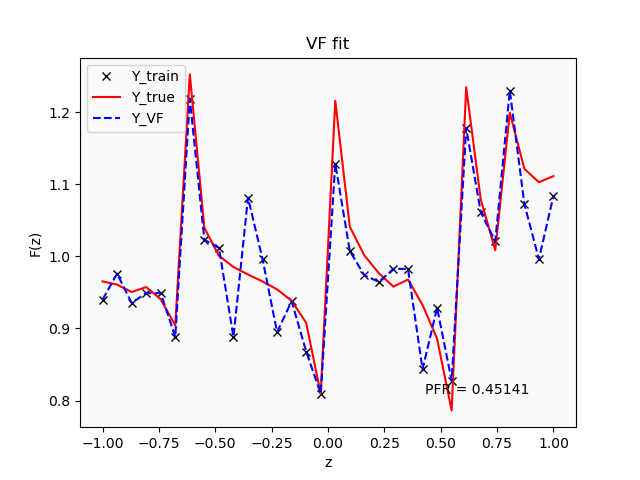 VF fit
Y_train
Y_true
Y_VF
F(z)
1.2
1.1
1.0
0.9
0.8
PFR = 0.45141
−1.00 −0.75 −0.50 −0.25 0.00 0.25 0.50 0.75 1.00
z